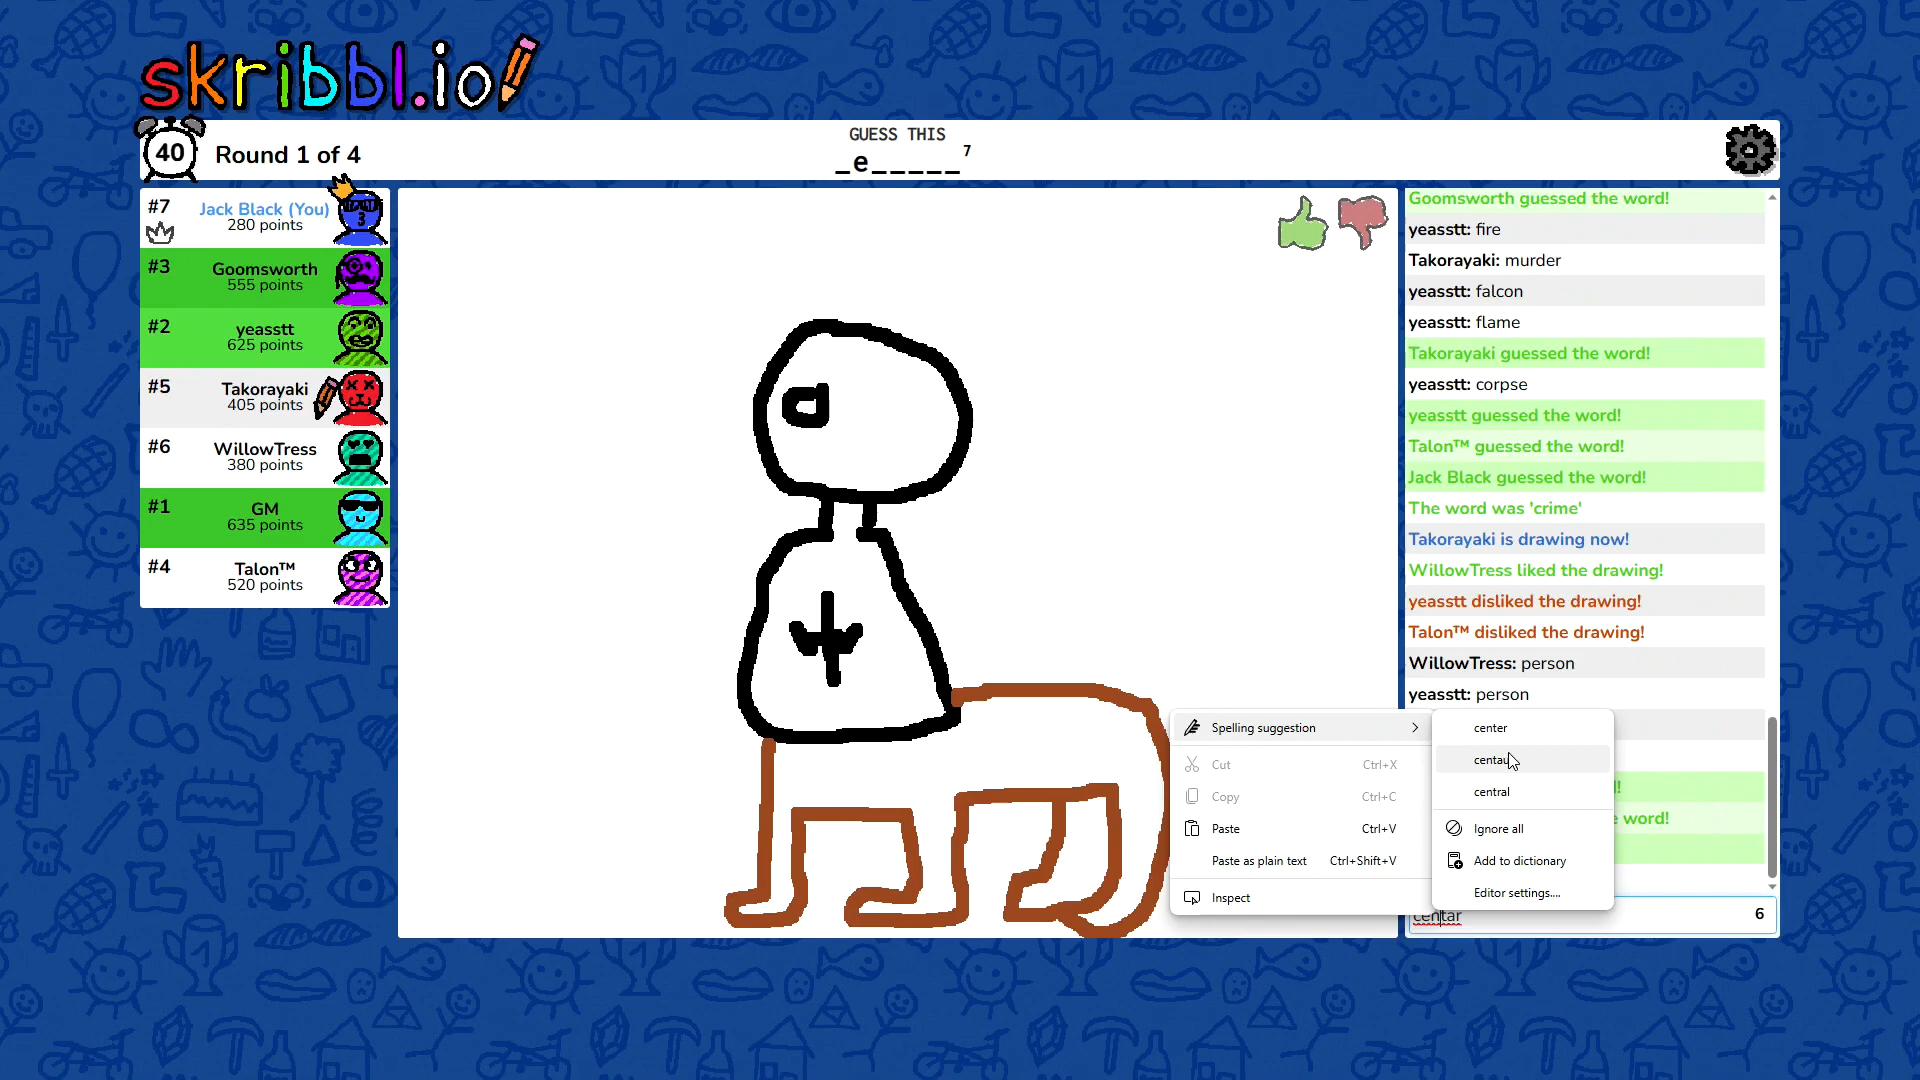 skribbl.io
40
Round 1 of 4
GUESS THIS
_e_____ 7
#7
Jack Black (You)
280 points
#3
Goomsworth
555 points
#2
yeasstt
625 points
#5
Takorayaki
405 points
#6
WillowTress
380 points
#1
GM
635 points
#4
Talon™
520 points
Goomsworth guessed the word!
yeasstt: fire
Takorayaki: murder
yeasstt: falcon
yeasstt: flame
Takorayaki guessed the word!
yeasstt: corpse
yeasstt guessed the word!
Talon™ guessed the word!
Jack Black guessed the word!
The word was 'crime'
Takorayaki is drawing now!
WillowTress liked the drawing!
yeasstt disliked the drawing!
Talon™ disliked the drawing!
WillowTress: person
yeasstt: person
word!
Spelling suggestion
Cut Ctrl+X
Copy Ctrl+C
Paste Ctrl+V
Paste as plain text Ctrl+Shift+V
Inspect
center
central
Ignore all
Add to dictionary
Editor settings....
centar
6